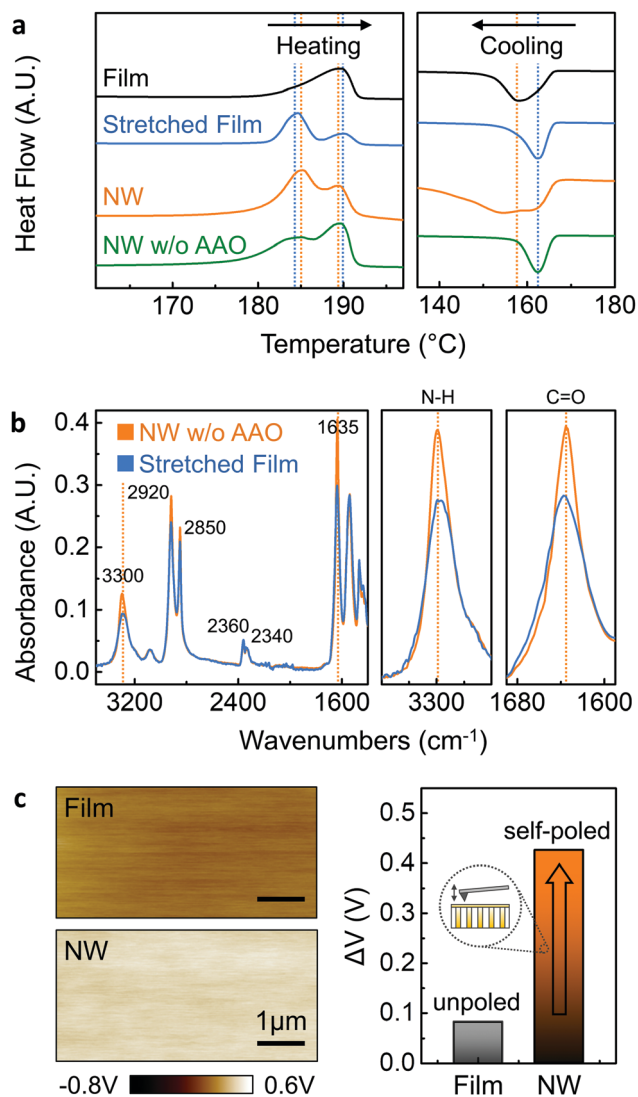 a
Heating
Cooling
Film
Stretched Film
NW
NW w/o AAO
Heat Flow (A.U.)
170 180 190
140 160 180
Temperature (°C)
b
N-H
C=O
0.4
0.3
0.2
0.1
0.0
NW w/o AAO
Stretched Film
1635
2920
2850
3300
2360
2340
Absorbance (A.U.)
3200 2400 1600
3300
1680 1600
Wavenumbers (cm-1)
c
Film
NW
1µm
-0.8V 0.6V
0.5
0.4
0.3
0.2
0.1
0.0
ΔV (V)
self-poled
unpoled
Film NW